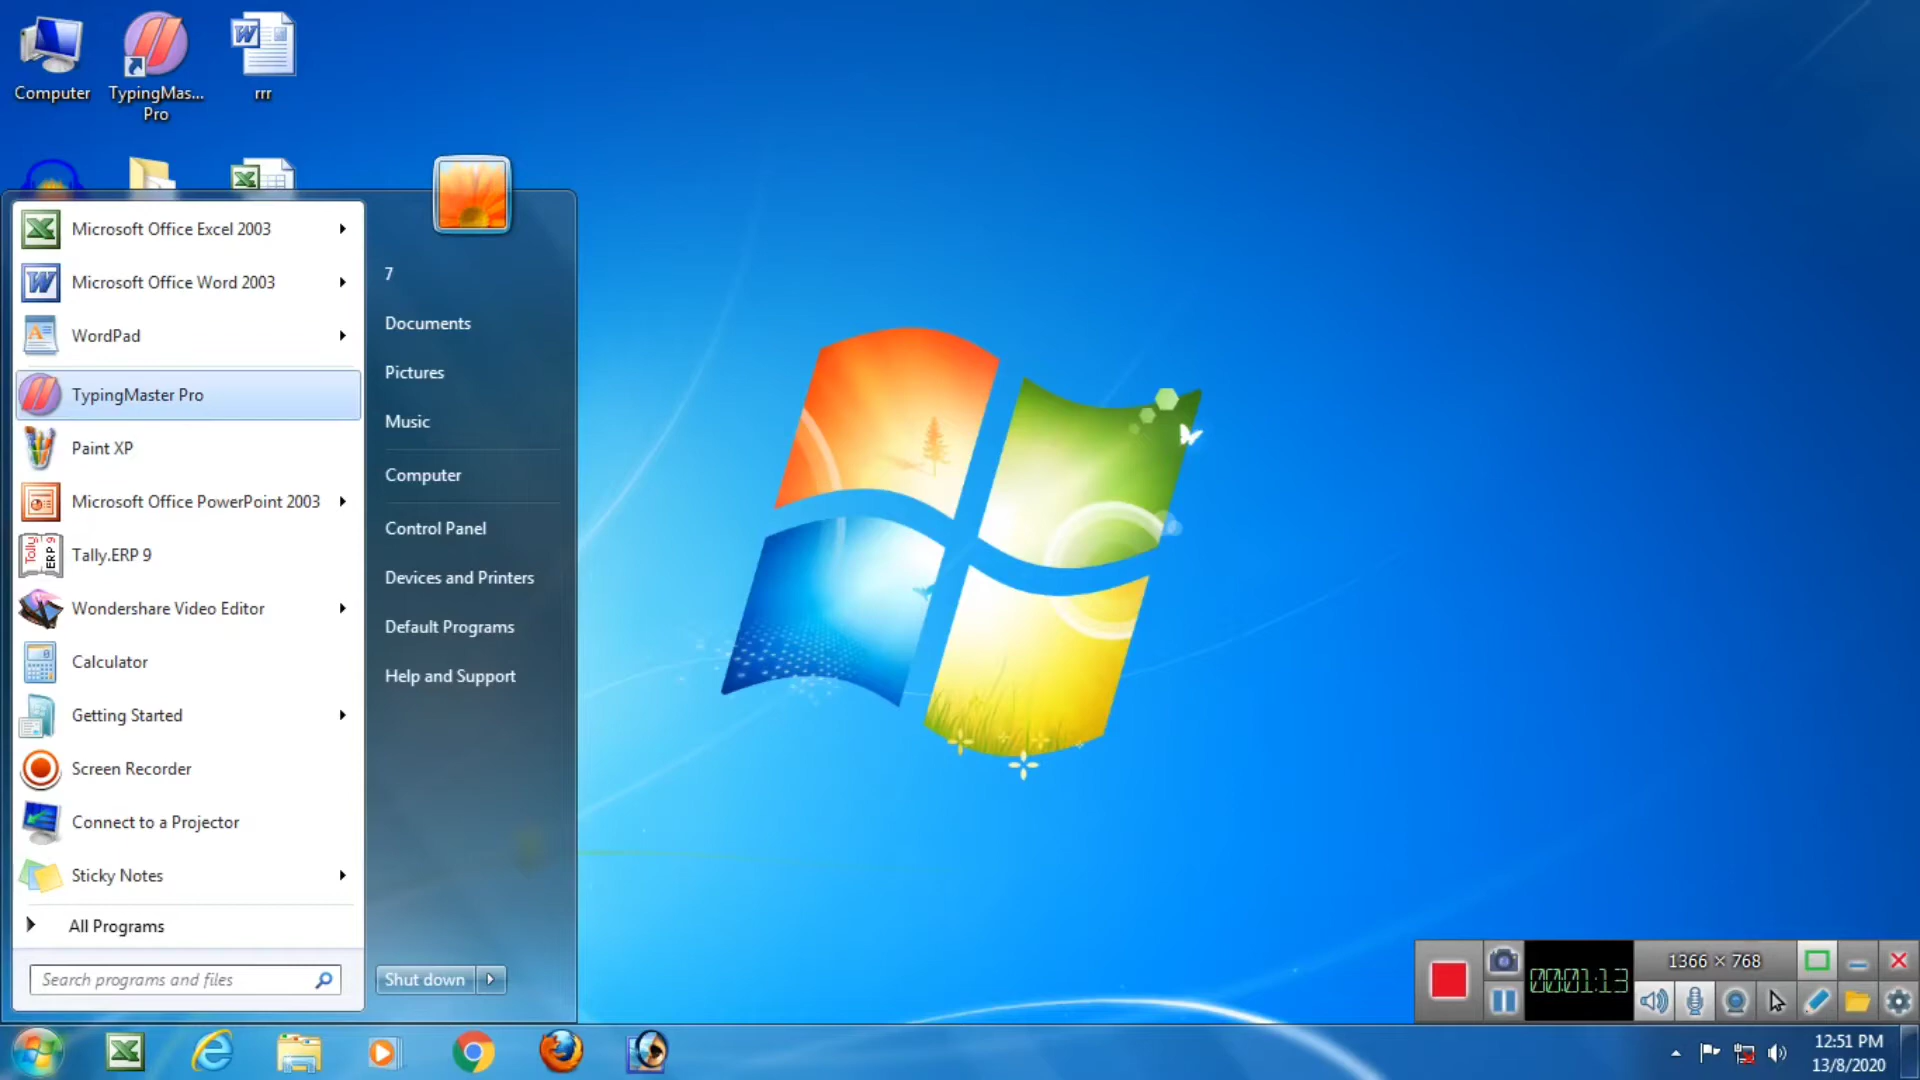 Computer
TypingMas...
Pro
rrr
Microsoft Office Excel 2003
Microsoft Office Word 2003
WordPad
TypingMaster Pro
Paint XP
Microsoft Office PowerPoint 2003
Tally.ERP 9
Wondershare Video Editor
Calculator
Getting Started
Screen Recorder
Connect to a Projector
Sticky Notes
All Programs
Search programs and files
7
Documents
Pictures
Music
Computer
Control Panel
Devices and Printers
Default Programs
Help and Support
Shut down
00:01:13
1366 × 768
12:51 PM
13/8/2020